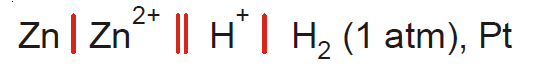 Zn | Zn²⁺ || H⁺ | H₂ (1 atm), Pt